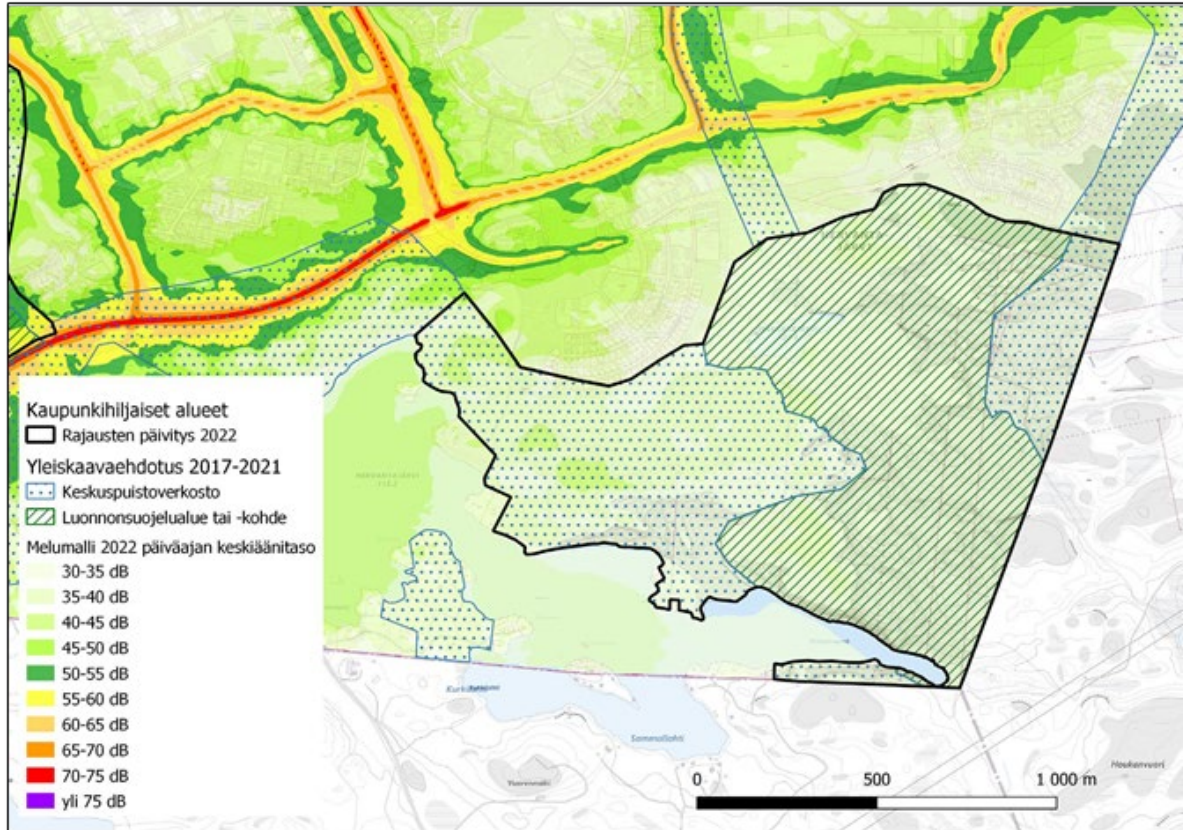 Kaupunkihiljaiset alueet
Rajausten päivitys 2022
Yleiskaavaehdotus 2017-2021
Keskuspuistoverkosto
Luonnonsuojelualue tai -kohde
Melumalli 2022 päiväajan keskiäänitaso
30-35 dB
35-40 dB
40-45 dB
45-50 dB
50-55 dB
55-60 dB
60-65 dB
65-70 dB
70-75 dB
yli 75 dB
Sammollahti
Houkanvuori
0 500 1 000 m